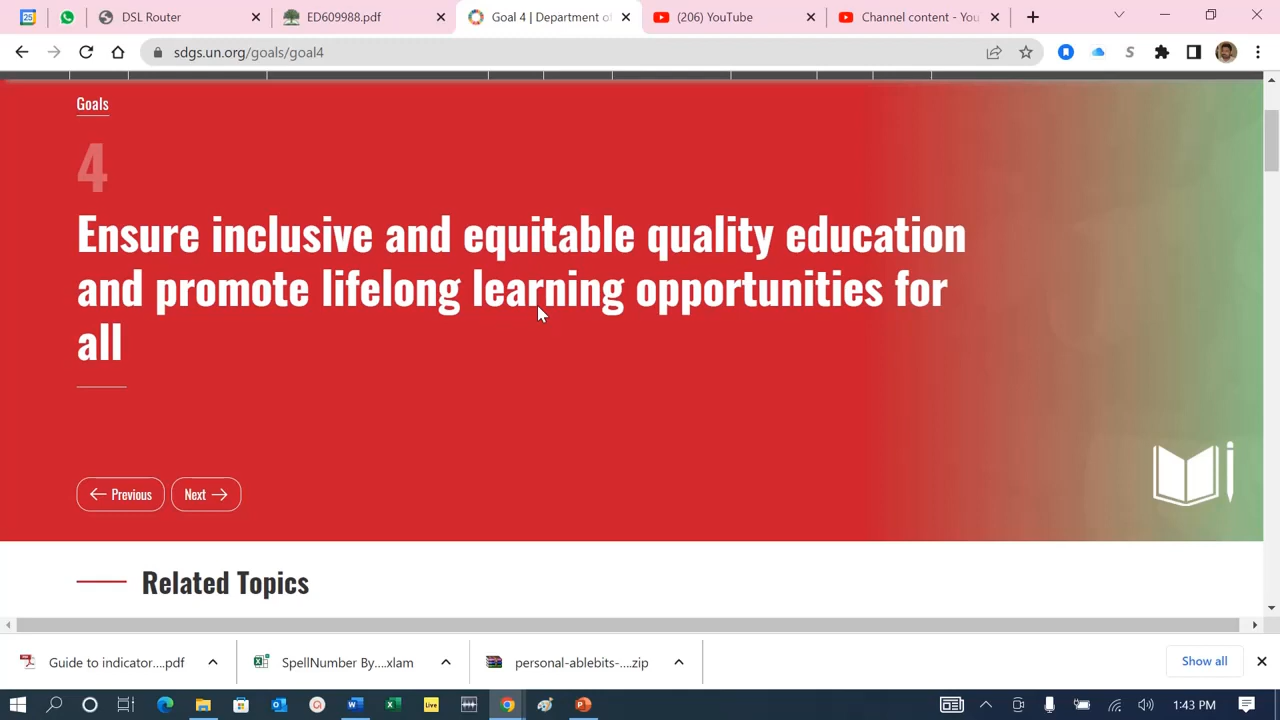 25
DSL Router
ED609988.pdf
Goal 4 | Department of
(206) YouTube
Channel content - You
sdgs.un.org/goals/goal4
S
Goals
4
Ensure inclusive and equitable quality education
and promote lifelong learning opportunities for
all
Previous
Next
Related Topics
Guide to indicator....pdf
SpellNumber By....xlam
personal-ablebits-....zip
Show all
1:43 PM